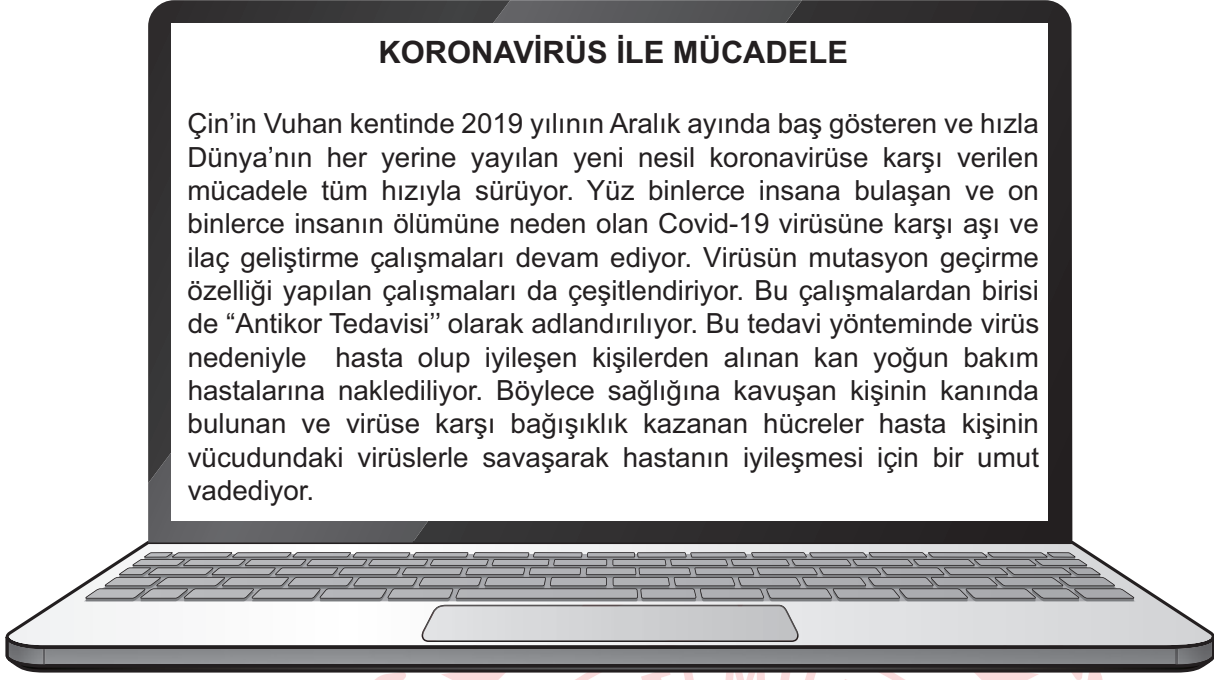 KORONAVİRÜS İLE MÜCADELE
Çin’in Vuhan kentinde 2019 yılının Aralık ayında baş gösteren ve hızla
Dünya’nın her yerine yayılan yeni nesil koronavirüse karşı verilen
mücadele tüm hızıyla sürüyor. Yüz binlerce insana bulaşan ve on
binlerce insanın ölümüne neden olan Covid-19 virüsüne karşı aşı ve
ilaç geliştirme çalışmaları devam ediyor. Virüsün mutasyon geçirme
özelliği yapılan çalışmaları da çeşitlendiriyor. Bu çalışmalardan birisi
de “Antikor Tedavisi’’ olarak adlandırılıyor. Bu tedavi yönteminde virüs
nedeniyle hasta olup iyileşen kişilerden alınan kan yoğun bakım
hastalarına naklediliyor. Böylece sağlığına kavuşan kişinin kanında
bulunan ve virüse karşı bağışıklık kazanan hücreler hasta kişinin
vücudundaki virüslerle savaşarak hastanın iyileşmesi için bir umut
vadediyor.